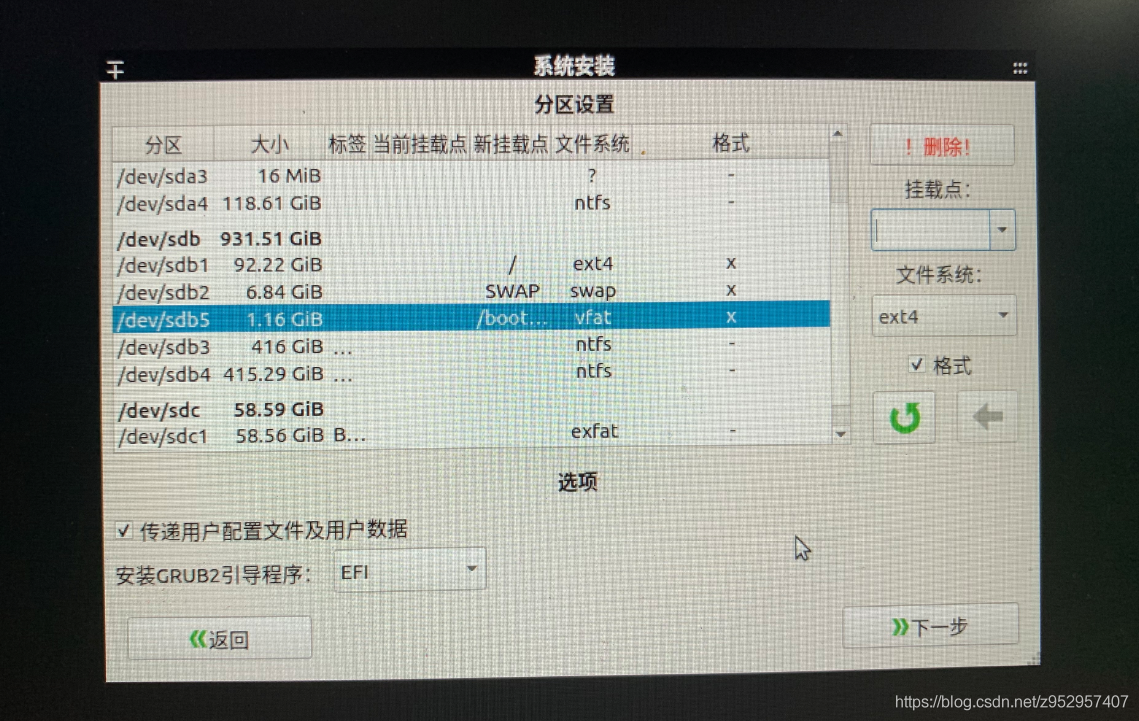 系统安装
分区设置
分区 大小 标签 当前挂载点 新挂载点 文件系统 格式
/dev/sda3 16 MiB ? -
/dev/sda4 118.61 GiB ntfs -
/dev/sdb 931.51 GiB
/dev/sdb1 92.22 GiB / ext4 x
/dev/sdb2 6.84 GiB SWAP swap x
/dev/sdb5 1.16 GiB /boot... vfat x
/dev/sdb3 416 GiB ... ntfs -
/dev/sdb4 415.29 GiB ... ntfs -
/dev/sdc 58.59 GiB
/dev/sdc1 58.56 GiB B... exfat -
！删除!
挂载点：
文件系统：
ext4
格式
选项
传递用户配置文件及用户数据
安装GRUB2引导程序： EFI
返回
下一步
https://blog.csdn.net/z952957407